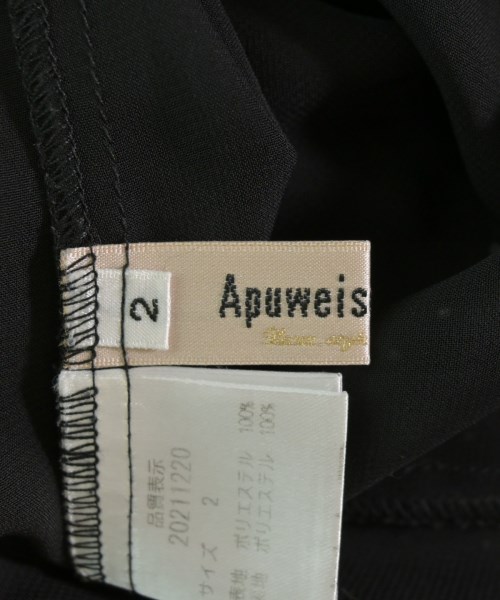 2
Apuweis
品質表示
20211220
サイズ 2
表地 ポリエステル 100%
裏地 ポリエステル 100%